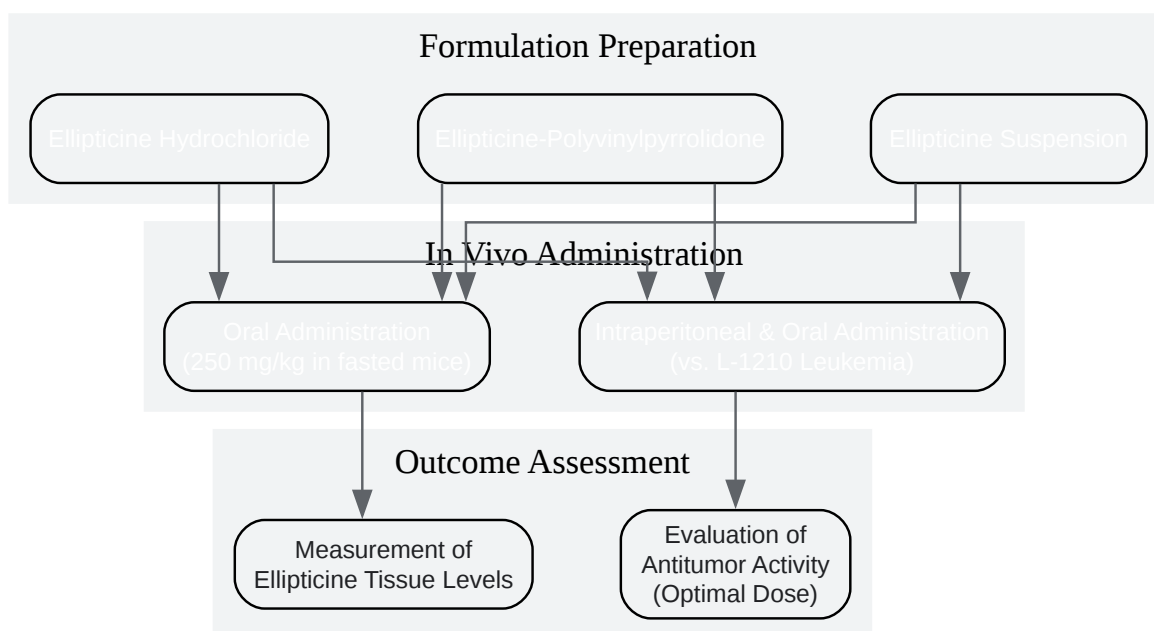 Formulation Preparation
Ellipticine Hydrochloride
Ellipticine-Polyvinylpyrrolidone
Ellipticine Suspension
In Vivo Administration
Oral Administration
(250 mg/kg in fasted mice)
Intraperitoneal & Oral Administration
(vs. L-1210 Leukemia)
Outcome Assessment
Measurement of
Ellipticine Tissue Levels
Evaluation of
Antitumor Activity
(Optimal Dose)